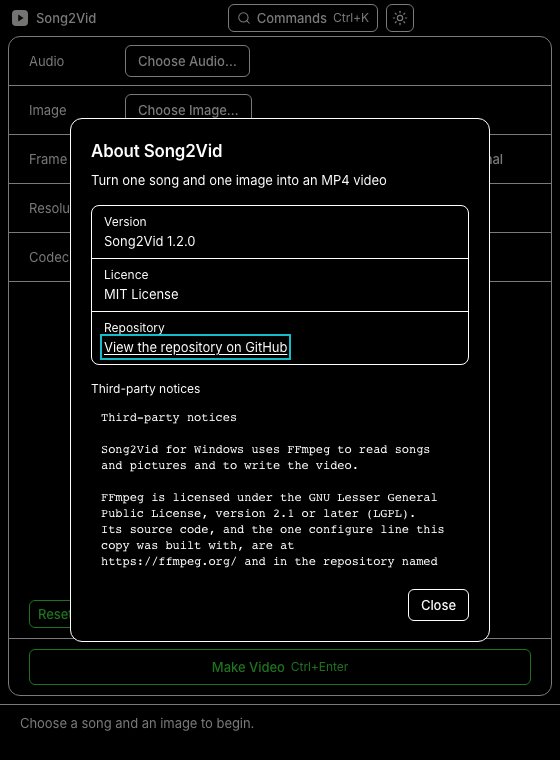 Song2Vid
Commands Ctrl+K
Audio
Choose Audio...
Image
Choose Image...
Frame
nal
Resolu
Codec
About Song2Vid
Turn one song and one image into an MP4 video
Version
Song2Vid 1.2.0
Licence
MIT License
Repository
View the repository on GitHub
Third-party notices
Third-party notices
Song2Vid for Windows uses FFmpeg to read songs
and pictures and to write the video.
FFmpeg is licensed under the GNU Lesser General
Public License, version 2.1 or later (LGPL).
Its source code, and the one configure line this
copy was built with, are at
https://ffmpeg.org/ and in the repository named
Close
Reset
Make Video Ctrl+Enter
Choose a song and an image to begin.